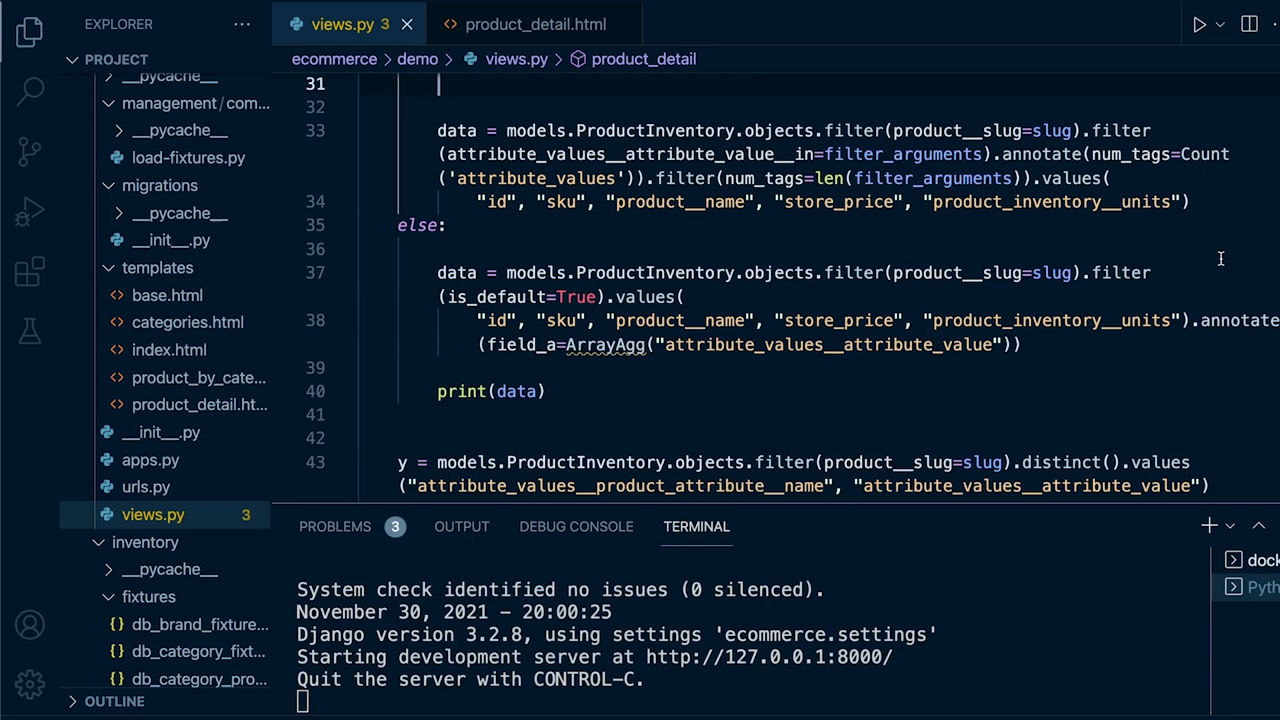 EXPLORER
views.py 3
product_detail.html
PROJECT
ecommerce > demo > views.py > product_detail
__pycache__
management/com...
__pycache__
load-fixtures.py
migrations
__pycache__
__init__.py
templates
base.html
categories.html
index.html
product_by_cate...
product_detail.ht...
__init__.py
apps.py
urls.py
views.py 3
inventory
__pycache__
fixtures
db_brand_fixture...
db_category_fixt...
db_category_pro...
OUTLINE
31
32
33 data = models.ProductInventory.objects.filter(product__slug=slug).filter
(attribute_values__attribute_value__in=filter_arguments).annotate(num_tags=Count
('attribute_values')).filter(num_tags=len(filter_arguments)).values(
34 "id", "sku", "product__name", "store_price", "product_inventory__units")
35 else:
36
37 data = models.ProductInventory.objects.filter(product__slug=slug).filter
(is_default=True).values(
38 "id", "sku", "product__name", "store_price", "product_inventory__units").annotate
(field_a=ArrayAgg("attribute_values__attribute_value"))
39
40 print(data)
41
42
43 y = models.ProductInventory.objects.filter(product__slug=slug).distinct().values
("attribute_values__product_attribute__name", "attribute_values__attribute_value")
PROBLEMS 3 OUTPUT DEBUG CONSOLE TERMINAL
System check identified no issues (0 silenced).
November 30, 2021 - 20:00:25
Django version 3.2.8, using settings 'ecommerce.settings'
Starting development server at http://127.0.0.1:8000/
Quit the server with CONTROL-C.
dock
Pyth